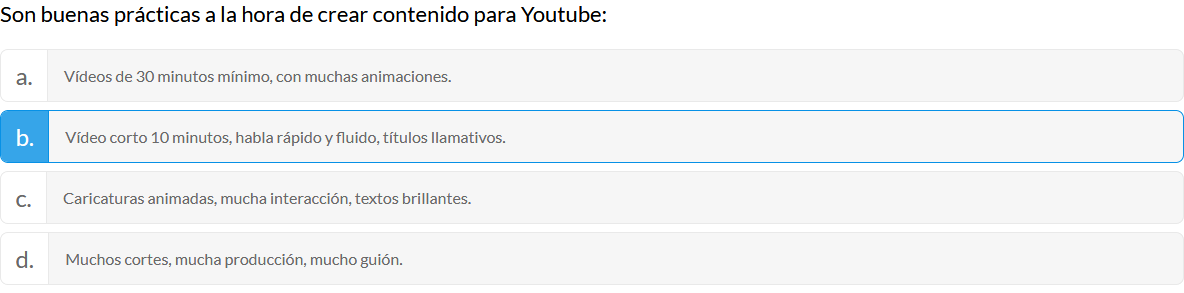 Son buenas prácticas a la hora de crear contenido para Youtube:
a. Vídeos de 30 minutos mínimo, con muchas animaciones.
b. Vídeo corto 10 minutos, habla rápido y fluido, títulos llamativos.
c. Caricaturas animadas, mucha interacción, textos brillantes.
d. Muchos cortes, mucha producción, mucho guión.